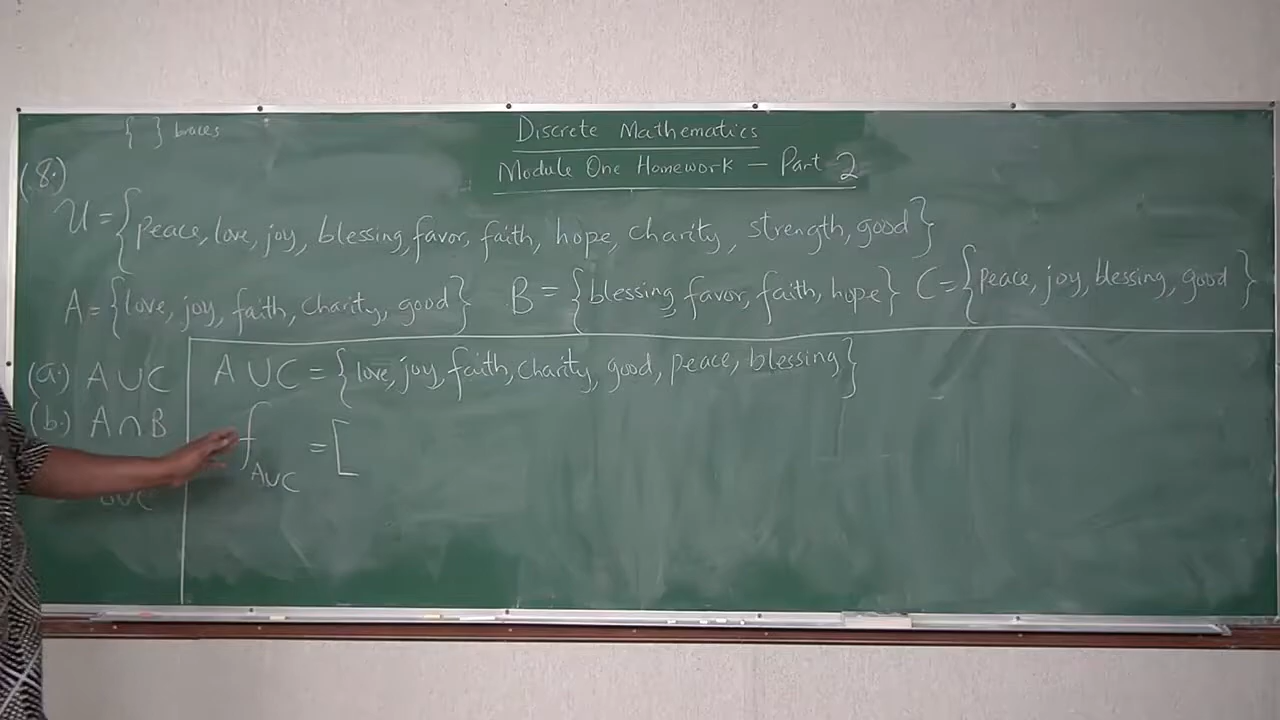 { } braces
Discrete Mathematics
Module One Homework — Part 2
(8.)
U = {peace, love, joy, blessing, favor, faith, hope, charity, strength, good}
A = {love, joy, faith, charity, good} B = {blessing, favor, faith, hope} C = {peace, joy, blessing, good}
(a.) A ∪ C
A ∪ C = {love, joy, faith, charity, good, peace, blessing}
(b.) A ∩ B
f A∪C = [